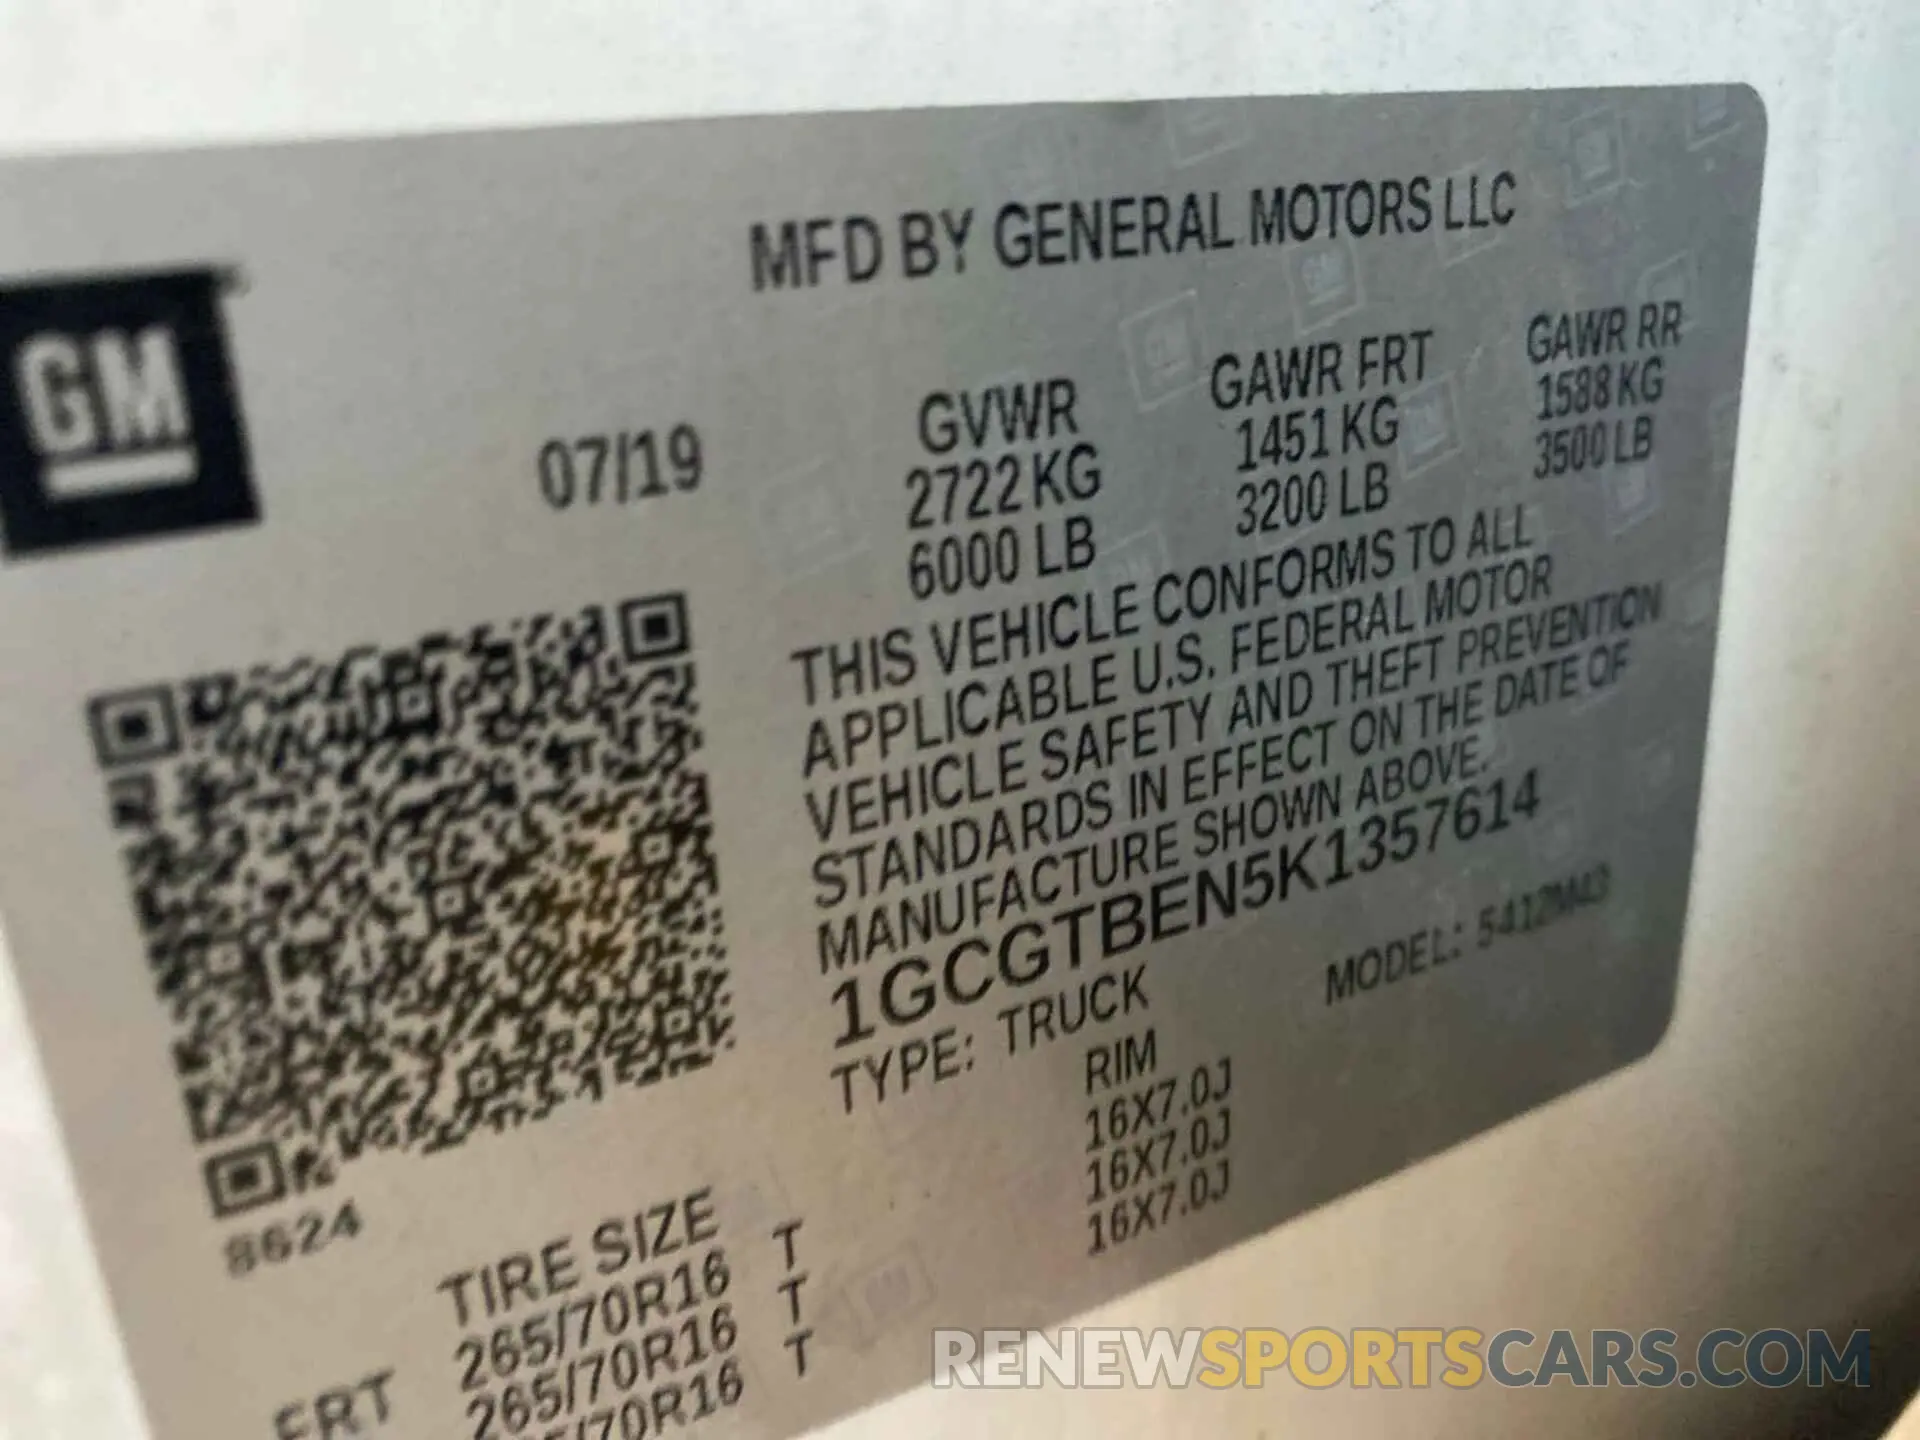 MFD BY GENERAL MOTORS LLC
GM
07/19
GVWR GAWR FRT GAWR RR
2722 KG 1451 KG 1588 KG
6000 LB 3200 LB 3500 LB
THIS VEHICLE CONFORMS TO ALL
APPLICABLE U.S. FEDERAL MOTOR
VEHICLE SAFETY AND THEFT PREVENTION
STANDARDS IN EFFECT ON THE DATE OF
MANUFACTURE SHOWN ABOVE.
1GCGTBEN5K1357614
TYPE: TRUCK MODEL: 5412M43
8624
TIRE SIZE RIM
FRT 265/70R16 T 16X7.0J
265/70R16 T 16X7.0J
/70R16 T 16X7.0J
RENEWSPORTSCARS.COM